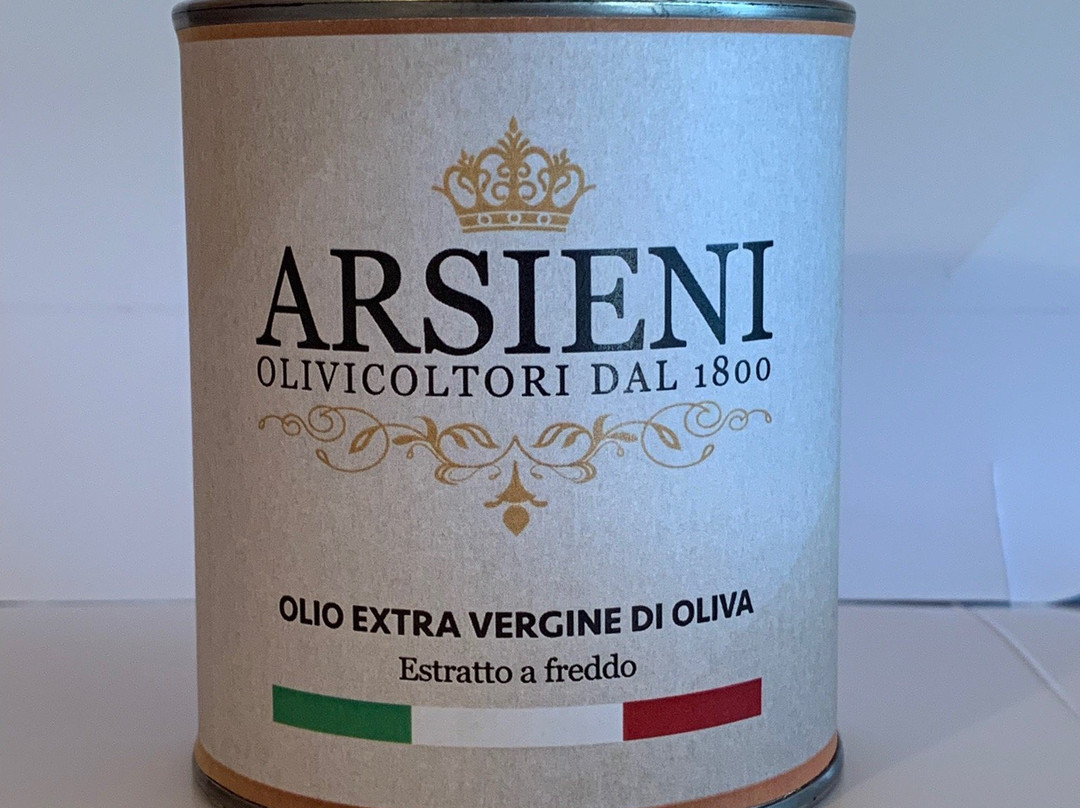 ARSIENI
OLIVICOLTORI DAL 1800
OLIO EXTRA VERGINE DI OLIVA
Estratto a freddo